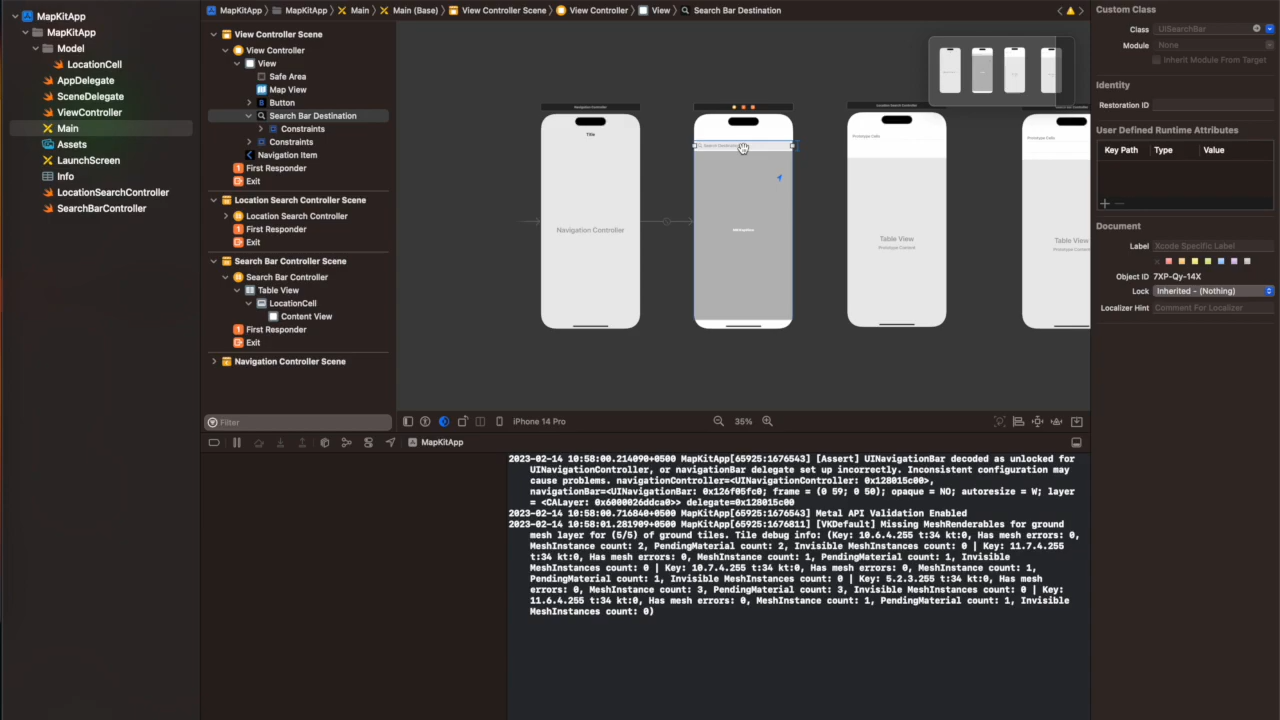 MapKitApp
MapKitApp
Model
LocationCell
AppDelegate
SceneDelegate
ViewController
Main
Assets
LaunchScreen
Info
LocationSearchController
SearchBarController
MapKitApp
MapKitApp
Main
Main (Base)
View Controller Scene
View Controller
View
Search Bar Destination
View Controller Scene
View Controller
View
Safe Area
Map View
B Button
Search Bar Destination
Constraints
Constraints
Navigation Item
First Responder
Exit
Location Search Controller Scene
Location Search Controller
First Responder
Exit
Search Bar Controller Scene
Search Bar Controller
Table View
LocationCell
Content View
First Responder
Exit
Navigation Controller Scene
Filter
Navigation Controller
Title
Navigation Controller
Search Destination
Location Search Controller
Prototype Cells
Table View
Prototype Content
Prototype Cells
Table View
Prototype Content
iPhone 14 Pro
35%
MapKitApp
2023-02-14 10:58:00.214090+0500 MapKitApp[65925:1676543] [Assert] UINavigationBar decoded as unlocked for
UINavigationController, or navigationBar delegate set up incorrectly. Inconsistent configuration may
cause problems. navigationController=<UINavigationController: 0x128015c00>,
navigationBar=<UINavigationBar: 0x126f05fc0; frame = (0 59; 0 50); opaque = NO; autoresize = W; layer
= <CALayer: 0x6000026ddca0>> delegate=0x128015c00
2023-02-14 10:58:00.716840+0500 MapKitApp[65925:1676543] Metal API Validation Enabled
2023-02-14 10:58:01.281909+0500 MapKitApp[65925:1676811] [VKDefault] Missing MeshRenderables for ground
mesh layer for (5/5) of ground tiles. Tile debug info: (Key: 10.6.4.255 t:34 kt:0, Has mesh errors: 0,
MeshInstance count: 2, PendingMaterial count: 2, Invisible MeshInstances count: 0 | Key: 11.7.4.255
t:34 kt:0, Has mesh errors: 0, MeshInstance count: 1, PendingMaterial count: 1, Invisible
MeshInstances count: 0 | Key: 10.7.4.255 t:34 kt:0, Has mesh errors: 0, MeshInstance count: 1,
PendingMaterial count: 1, Invisible MeshInstances count: 0 | Key: 5.2.3.255 t:34 kt:0, Has mesh
errors: 0, MeshInstance count: 3, PendingMaterial count: 3, Invisible MeshInstances count: 0 | Key:
11.6.4.255 t:34 kt:0, Has mesh errors: 0, MeshInstance count: 1, PendingMaterial count: 1, Invisible
MeshInstances count: 0)
Custom Class
Class UISearchBar
Module None
Inherit Module From Target
Identity
Restoration ID
User Defined Runtime Attributes
Key Path Type Value
Document
Label Xcode Specific Label
Object ID 7XP-Qy-14X
Lock Inherited - (Nothing)
Localizer Hint Comment For Localizer